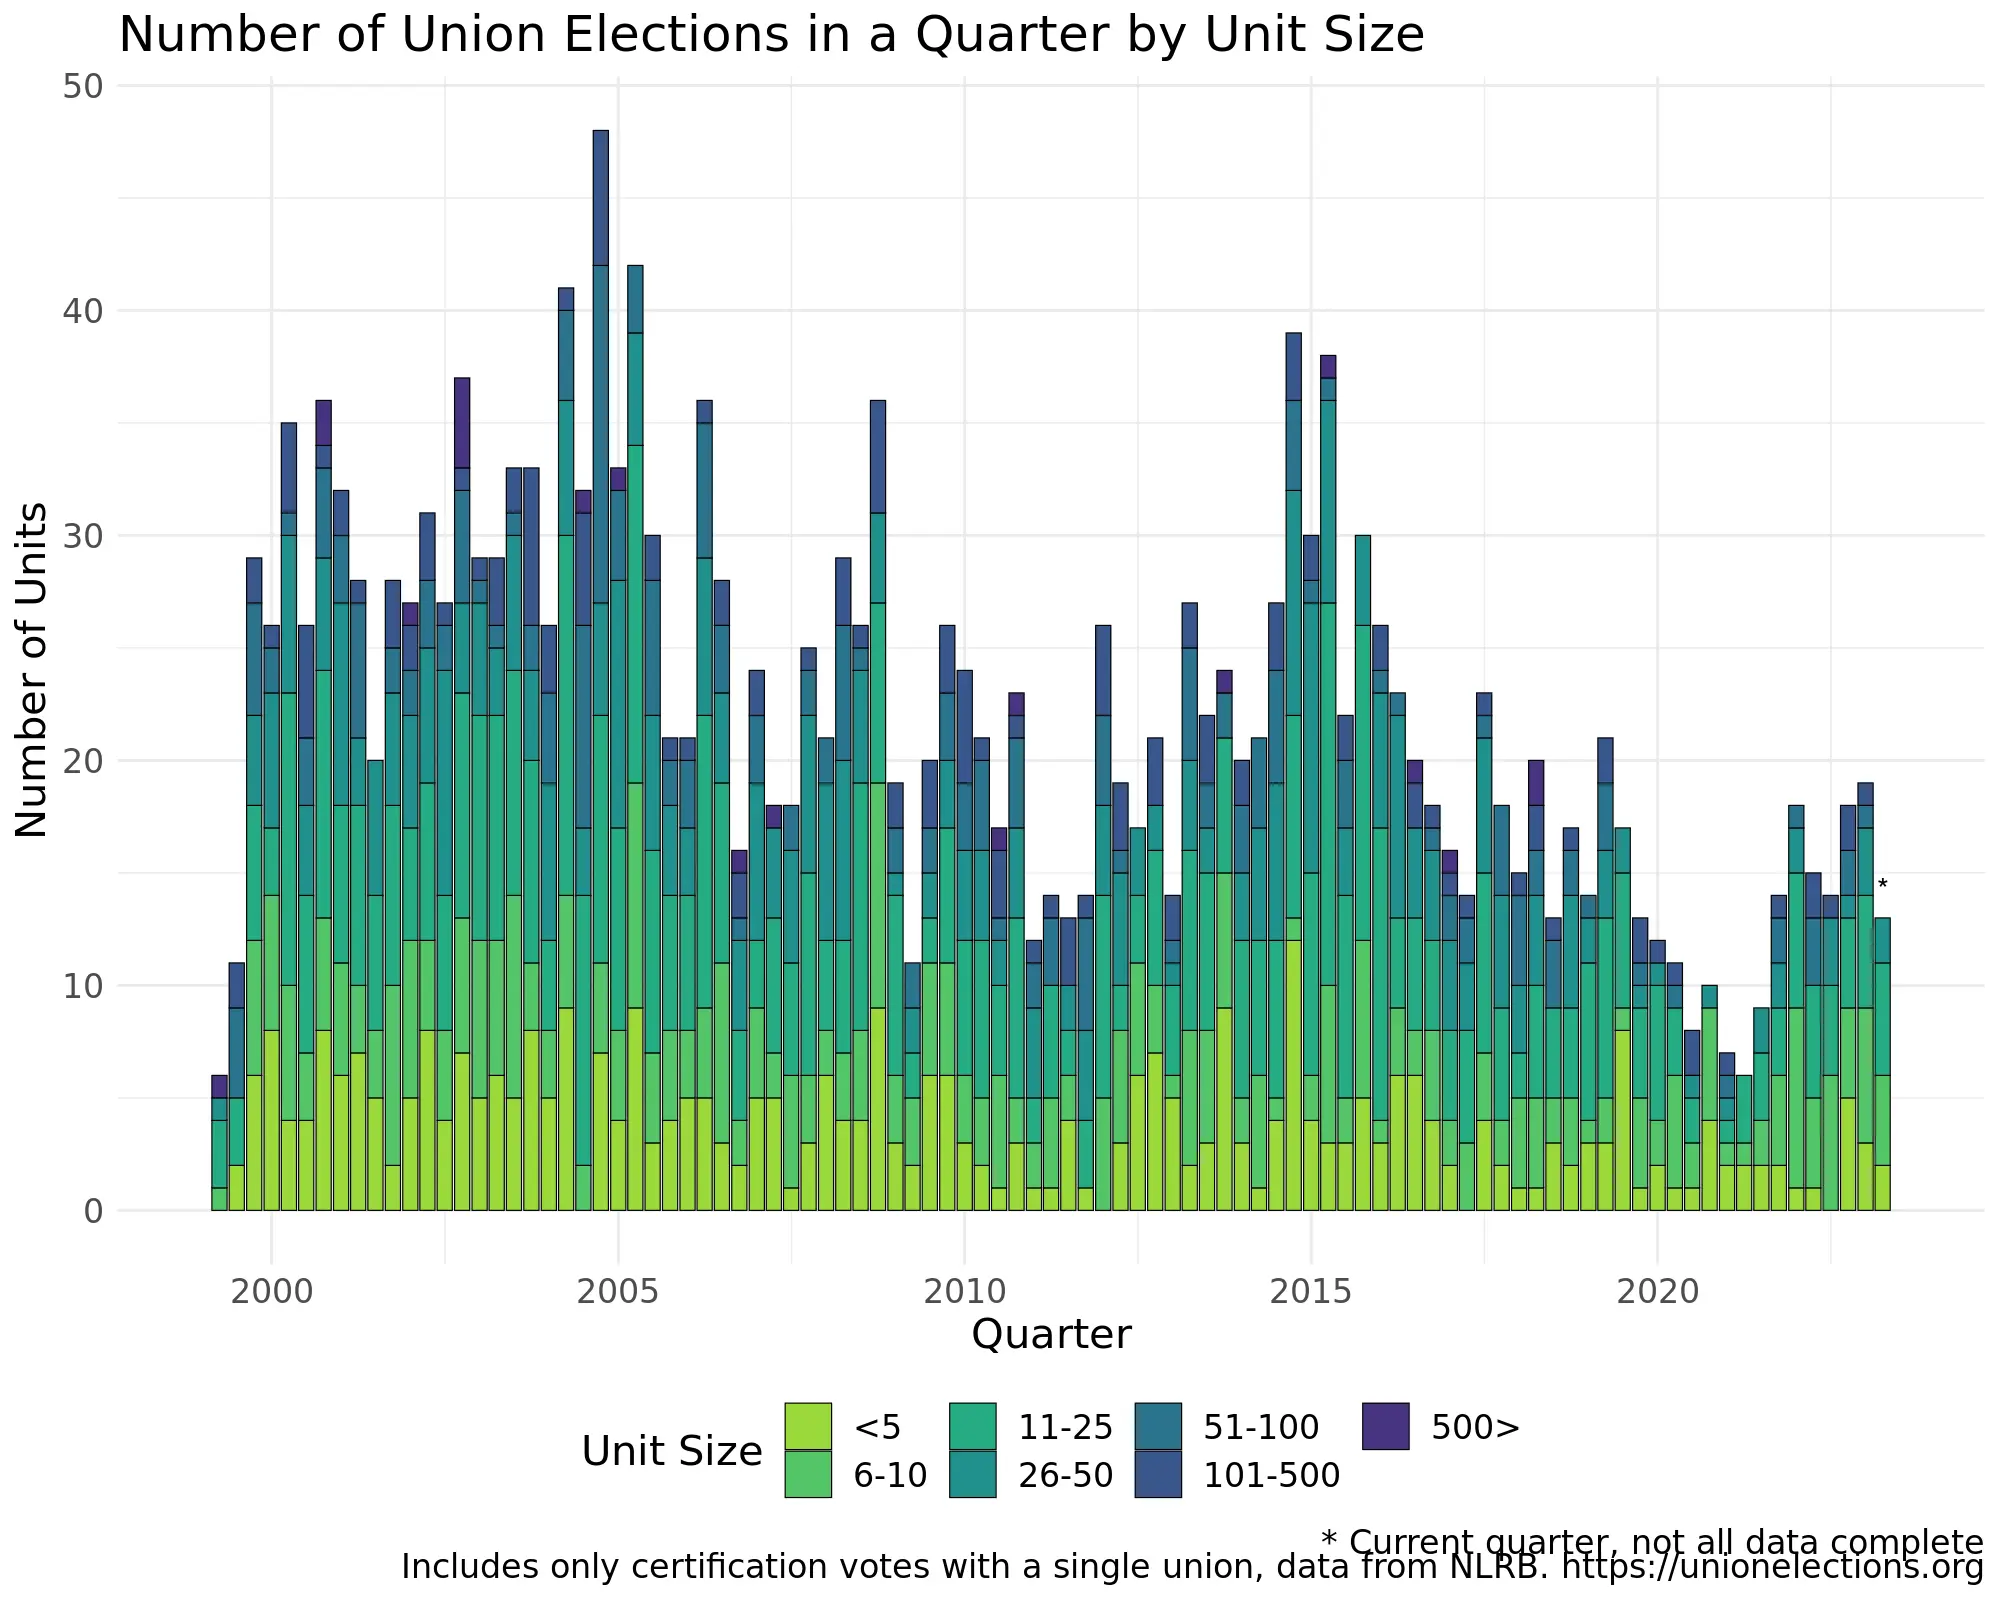 Number of Union Elections in a Quarter by Unit Size
50
40
30
20
10
0
Number of Units
*
2000 2005 2010 2015 2020
Quarter
Unit Size
<5 11-25 51-100 500>
6-10 26-50 101-500
* Current quarter, not all data complete
Includes only certification votes with a single union, data from NLRB. https://unionelections.org